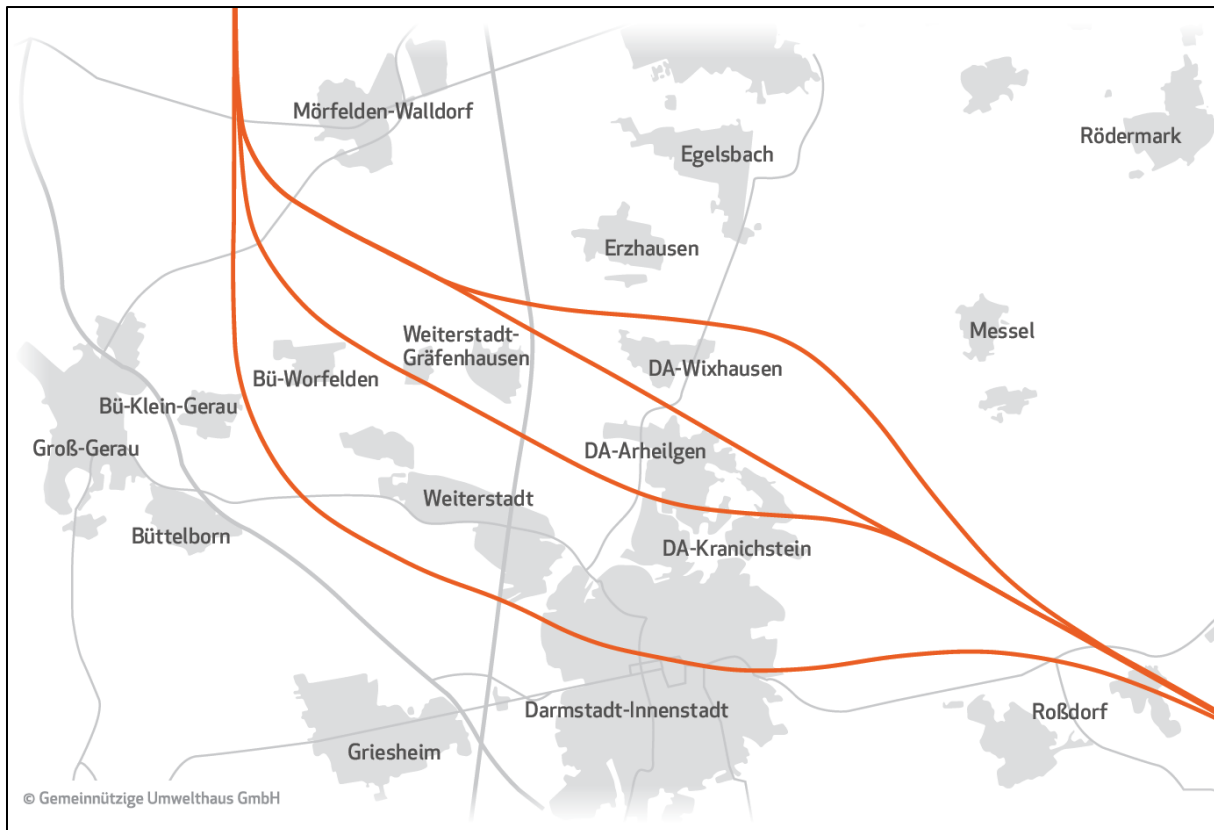 Mörfelden-Walldorf
Egelsbach
Rödermark
Erzhausen
Messel
Weiterstadt-
Gräfenhausen
DA-Wixhausen
Bü-Worfelden
Bü-Klein-Gerau
Groß-Gerau
DA-Arheilgen
Weiterstadt
Büttelborn
DA-Kranichstein
Darmstadt-Innenstadt
Roßdorf
Griesheim
© Gemeinnützige Umwelthaus GmbH